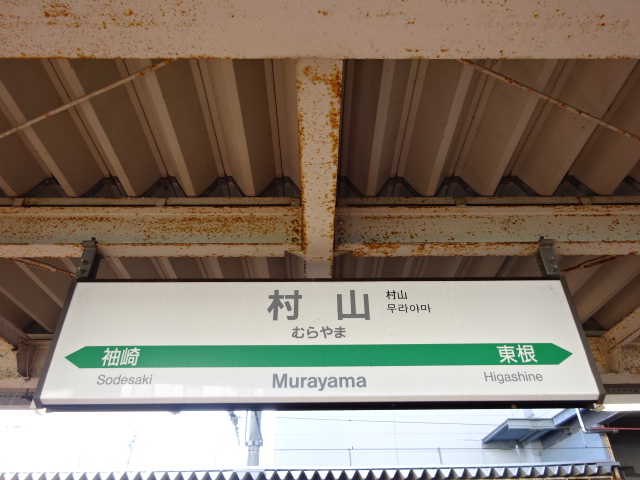 村山
村山
무라야마
むらやま
袖崎
東根
Sodesaki
Murayama
Higashine